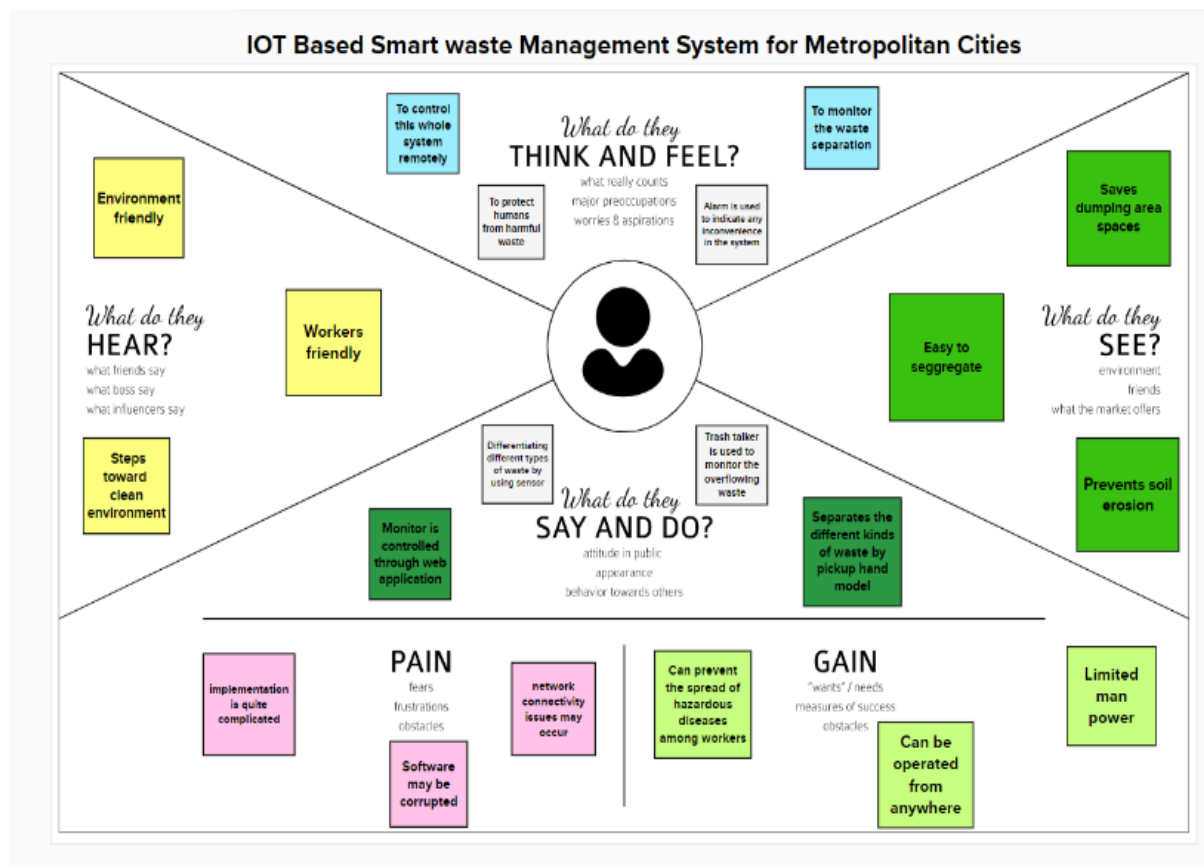 IOT Based Smart waste Management System for Metropolitan Cities
To control
this whole
system
remotely
What do they
THINK AND FEEL?
what really counts
major preoccupations
worries & aspirations
To monitor
the waste
separation
To protect
humans
from harmful
waste
Alarm is used
to indicate any
inconvenience
in the system
Environment
friendly
Workers
friendly
What do they
HEAR?
what friends say
what boss say
what influencers say
Steps
toward
clean
environment
Saves
dumping area
spaces
Easy to
seggregate
What do they
SEE?
environment
friends
what the market offers
Prevents soil
erosion
Differentiating
different types
of waste by
using sensor
Trash talker
is used to
monitor the
overflowing
waste
What do they
SAY AND DO?
attitude in public
appearance
behavior towards others
Monitor is
controlled
through web
application
Separates the
different kinds
of waste by
pickup hand
model
implementation
is quite
complicated
PAIN
fears
frustrations
obstacles
network
connectivity
issues may
occur
Software
may be
corrupted
Can prevent
the spread of
hazardous
diseases
among workers
GAIN
"wants" / needs
measures of success
obstacles
Can be
operated
from
anywhere
Limited
man
power